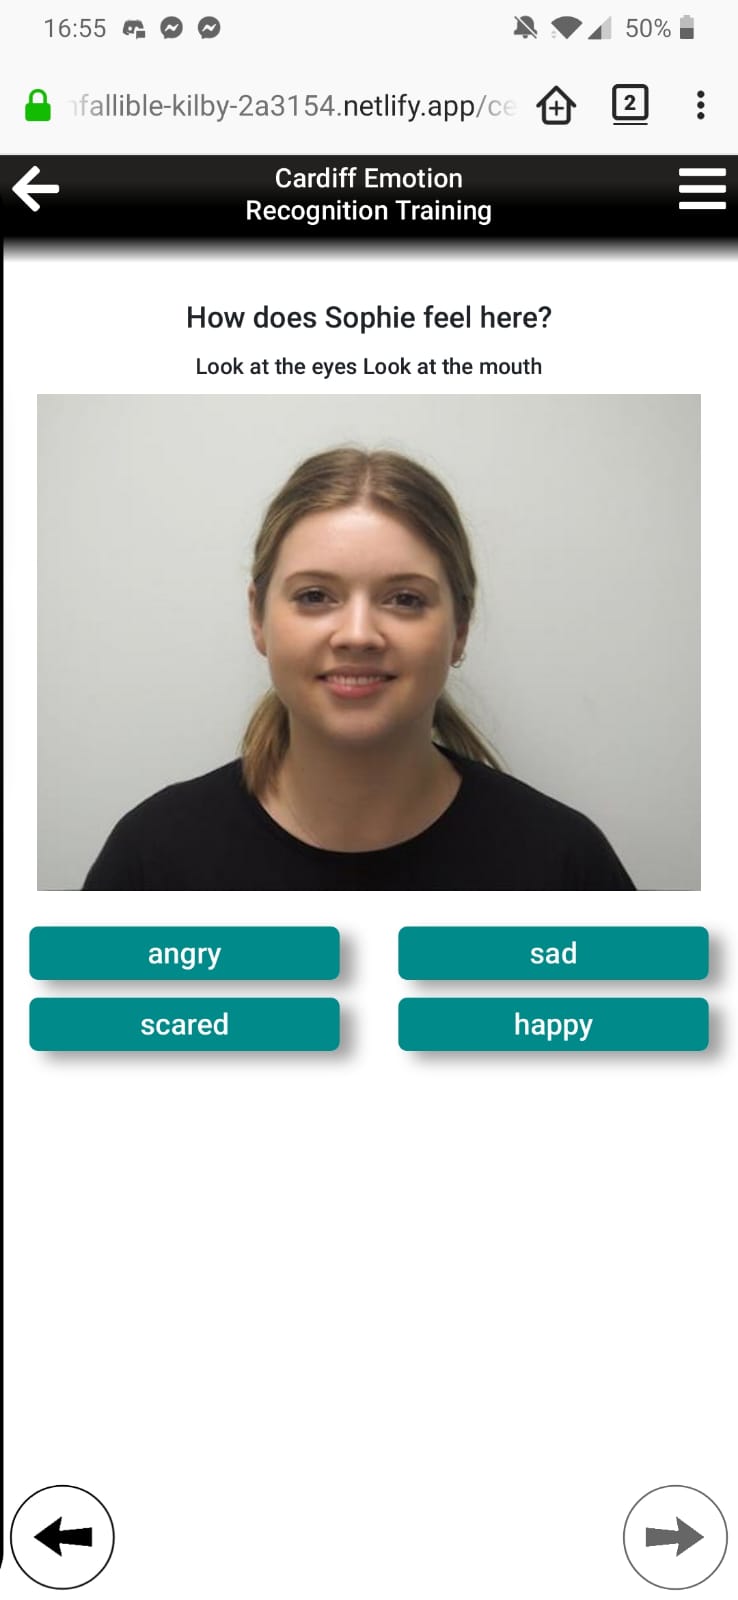 16:55
50%
fallible-kilby-2a3154.netlify.app/ce
2
Cardiff Emotion
Recognition Training
How does Sophie feel here?
Look at the eyes Look at the mouth
angry
sad
scared
happy